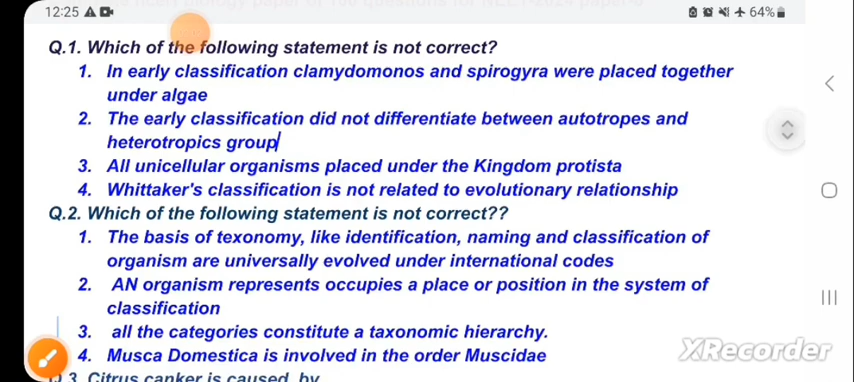 12:25
64%
Q.1. Which of the following statement is not correct?
1. In early classification clamydomonos and spirogyra were placed together
under algae
2. The early classification did not differentiate between autotropes and
heterotropics group
3. All unicellular organisms placed under the Kingdom protista
4. Whittaker's classification is not related to evolutionary relationship
Q.2. Which of the following statement is not correct??
1. The basis of texonomy, like identification, naming and classification of
organism are universally evolved under international codes
2. AN organism represents occupies a place or position in the system of
classification
3. all the categories constitute a taxonomic hierarchy.
4. Musca Domestica is involved in the order Muscidae
XRecorder
Q.3 Citrus canker is caused by